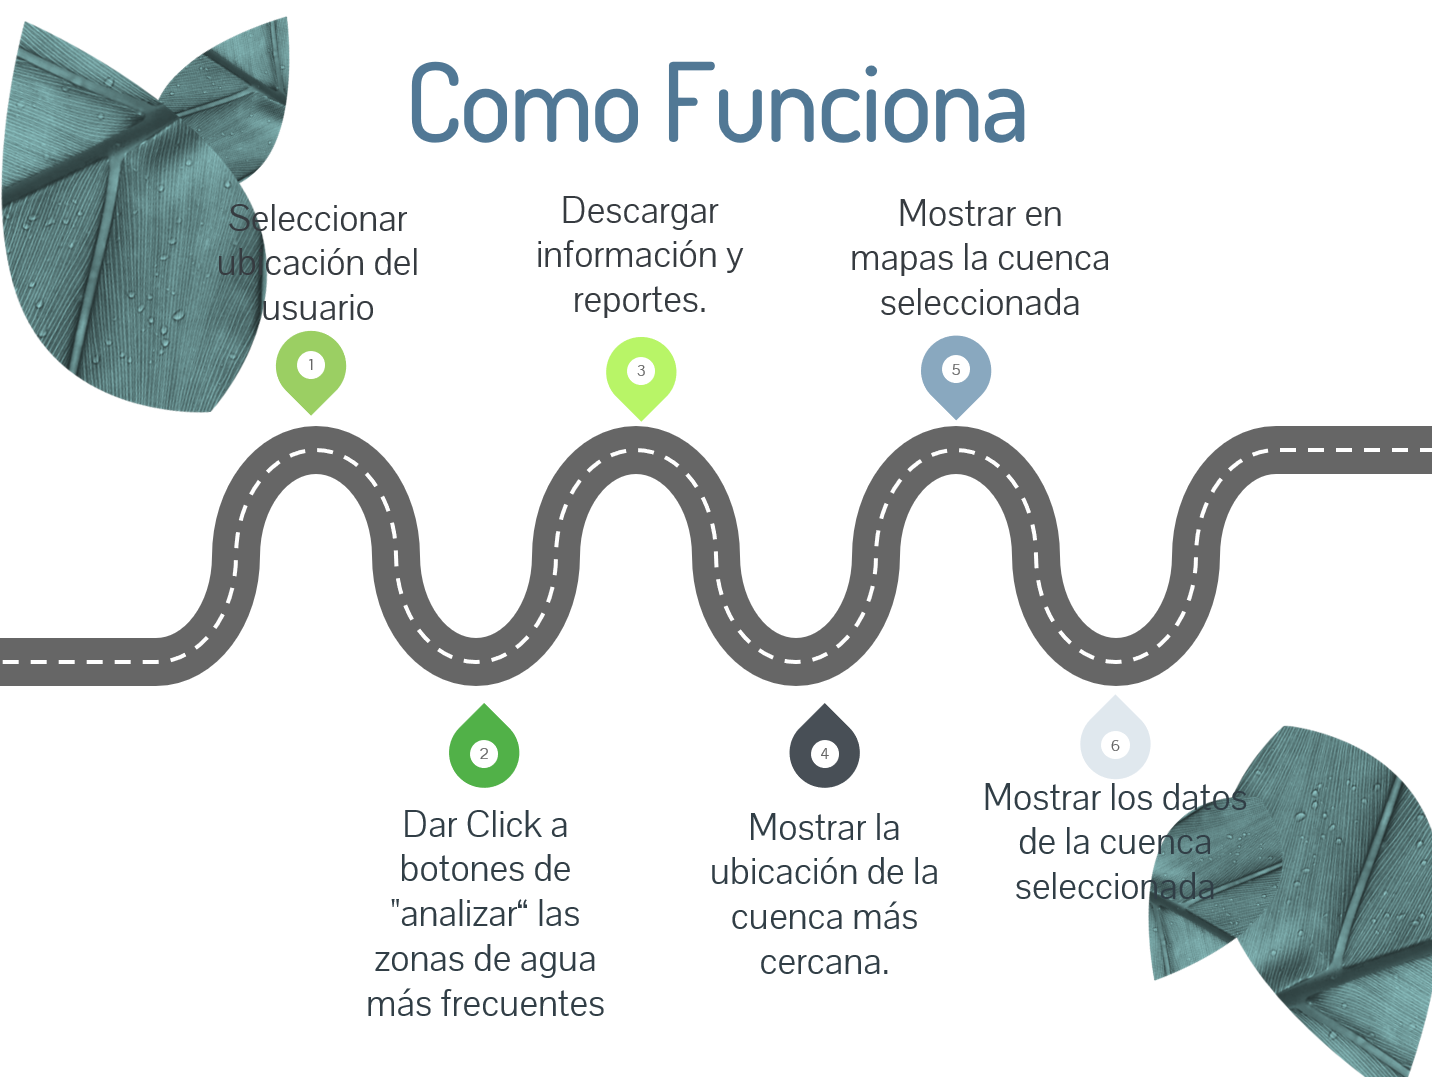 Como Funciona
Seleccionar
ubicación del
usuario
1
Dar Click a
botones de
"analizar“ las
zonas de agua
más frecuentes
2
Descargar
información y
reportes.
3
Mostrar la
ubicación de la
cuenca más
cercana.
4
Mostrar en
mapas la cuenca
seleccionada
5
Mostrar los datos
de la cuenca
seleccionada
6